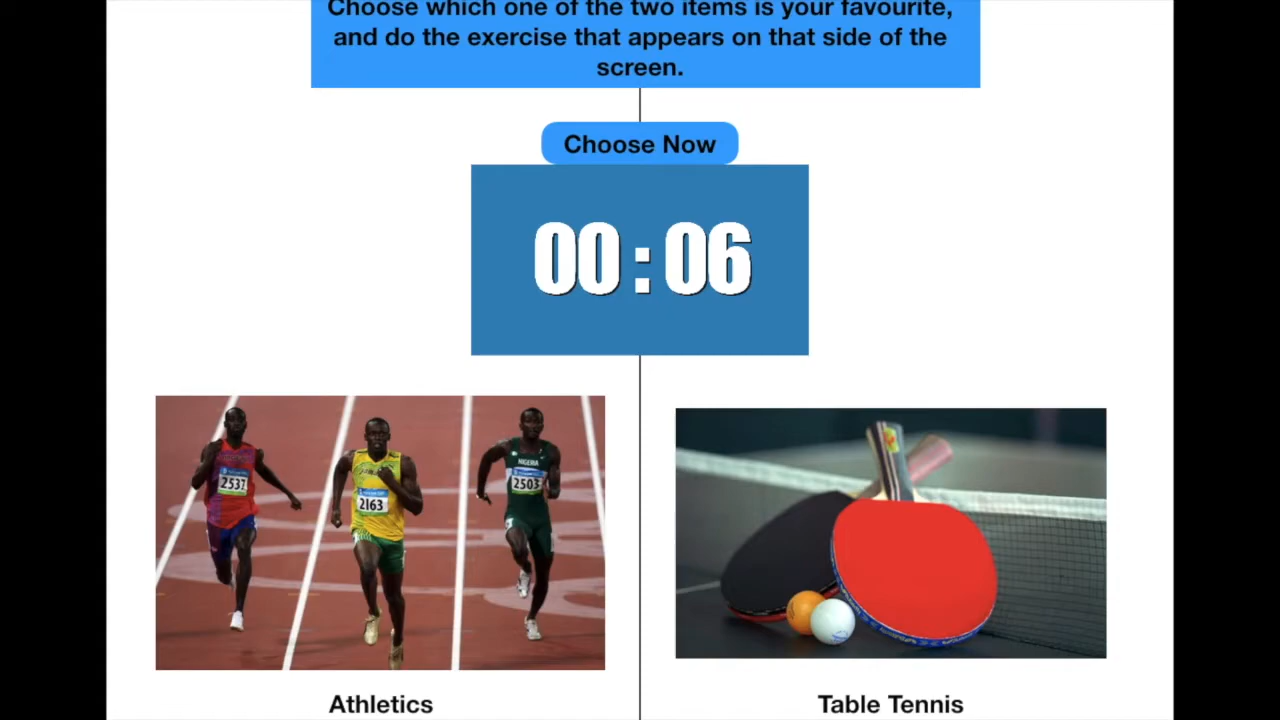 Choose which one of the two items is your favourite,
and do the exercise that appears on that side of the
screen.
Choose Now
00:06
2537
2163
NIGERIA
2503
Athletics
Table Tennis